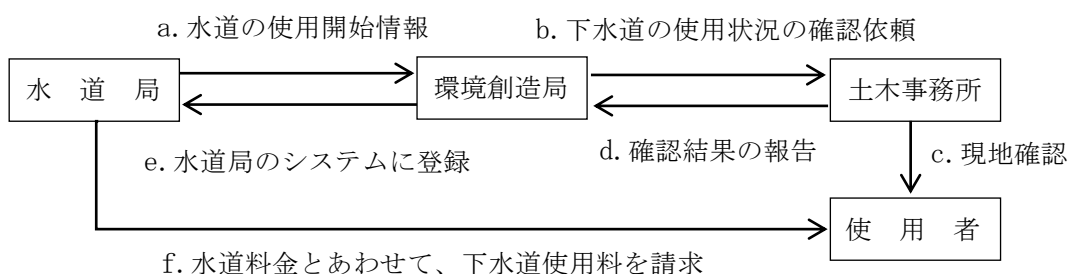 a.水道の使用開始情報
b.下水道の使用状況の確認依頼
水 道 局
環境創造局
土木事務所
e.水道局のシステムに登録
d.確認結果の報告
c.現地確認
使 用 者
f.水道料金とあわせて、下水道使用料を請求